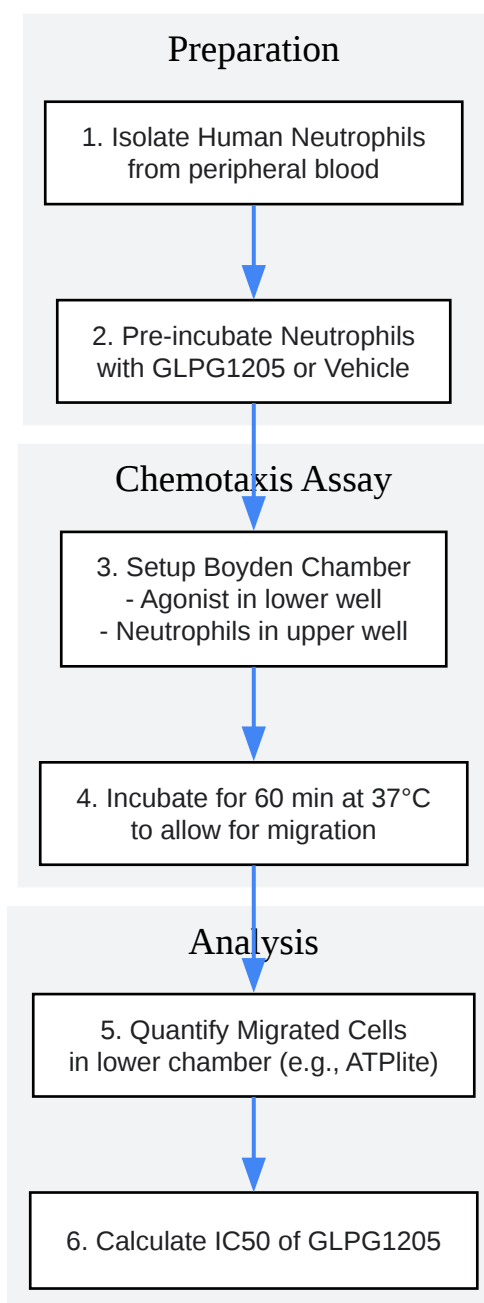 Preparation
1. Isolate Human Neutrophils
from peripheral blood
2. Pre-incubate Neutrophils
with GLPG1205 or Vehicle
Chemotaxis Assay
3. Setup Boyden Chamber
- Agonist in lower well
- Neutrophils in upper well
4. Incubate for 60 min at 37°C
to allow for migration
Analysis
5. Quantify Migrated Cells
in lower chamber (e.g., ATPlite)
6. Calculate IC50 of GLPG1205